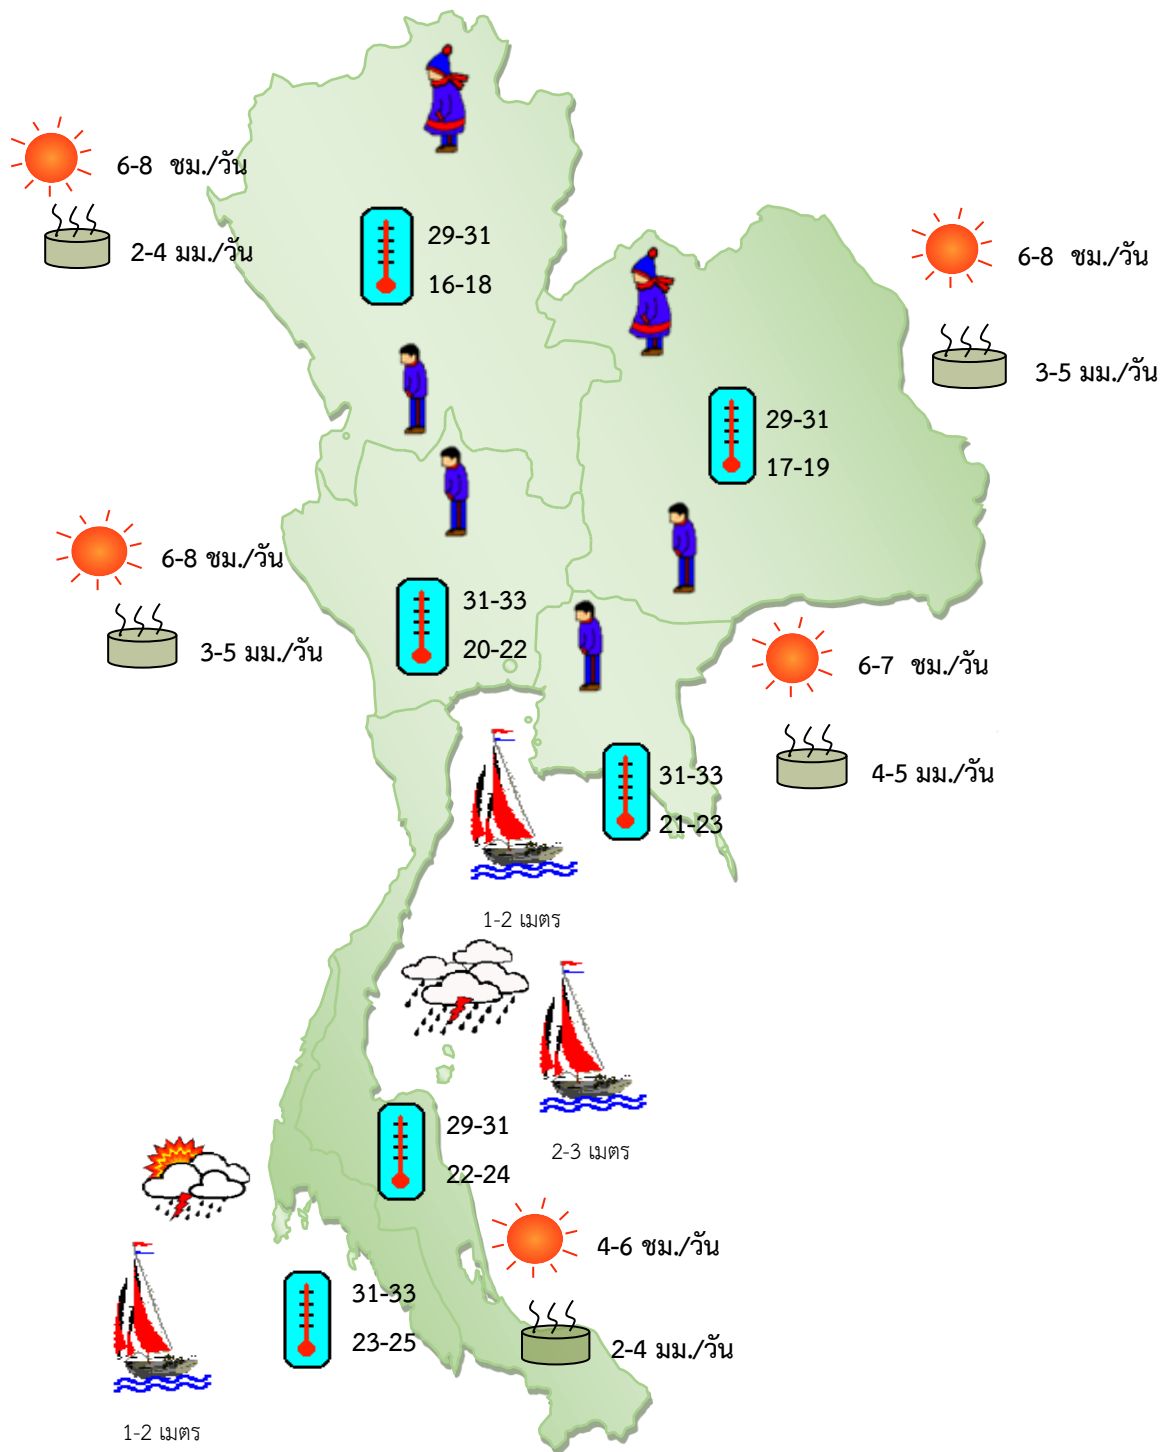 6-8 ชม./วัน
2-4 มม./วัน
29-31
16-18
6-8 ชม./วัน
3-5 มม./วัน
29-31
17-19
6-8 ชม./วัน
3-5 มม./วัน
31-33
20-22
6-7 ชม./วัน
4-5 มม./วัน
31-33
21-23
1-2 เมตร
2-3 เมตร
29-31
22-24
4-6 ชม./วัน
2-4 มม./วัน
31-33
23-25
1-2 เมตร